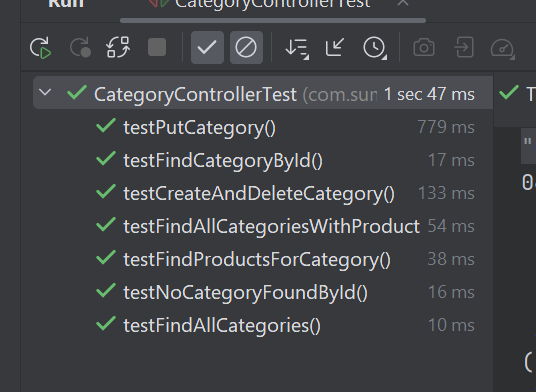 Run
CategoryControllerTest
CategoryControllerTest (com.sun 1 sec 47 ms
testPutCategory() 779 ms
testFindCategoryById() 17 ms
testCreateAndDeleteCategory() 133 ms
testFindAllCategoriesWithProduct 54 ms
testFindProductsForCategory() 38 ms
testNoCategoryFoundById() 16 ms
testFindAllCategories() 10 ms
T
"
(